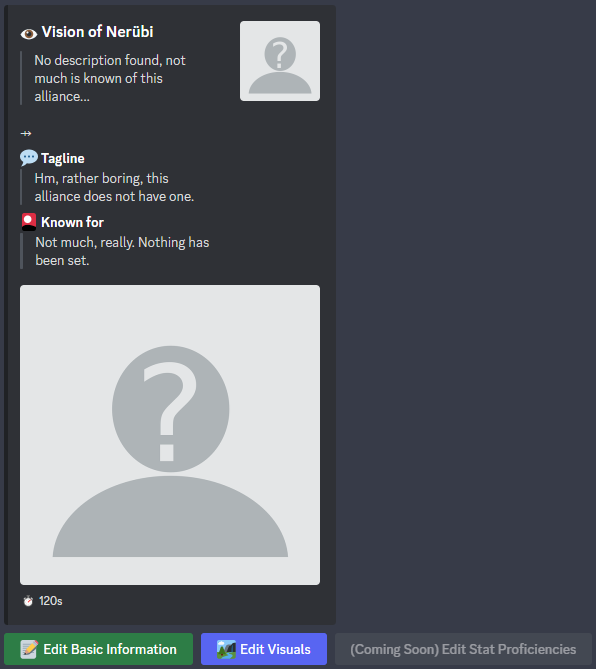 👁️ Vision of Nerübi
No description found, not
much is known of this
alliance...
⤀
💬 Tagline
Hm, rather boring, this
alliance does not have one.
🎴 Known for
Not much, really. Nothing has
been set.
?
?
⏱️ 120s
📝 Edit Basic Information
🏞️ Edit Visuals
(Coming Soon) Edit Stat Proficiencies